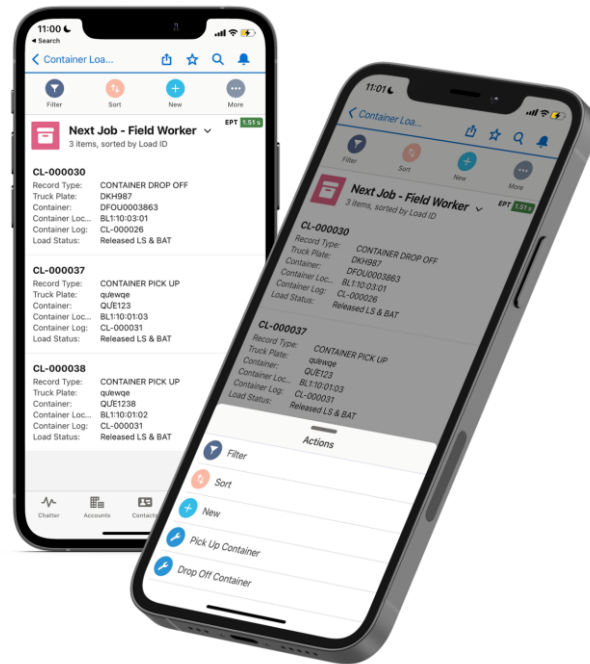 11:00
◀ Search
Container Loa...
Filter
Sort
New
More
EPT 1.51 s
Next Job - Field Worker
3 items, sorted by Load ID
CL-000030
Record Type: CONTAINER DROP OFF
Truck Plate: DKH987
Container: DFOU0003863
Container Loc... BL1:10:03:01
Container Log: CL-000026
Load Status: Released LS & BAT
CL-000037
Record Type: CONTAINER PICK UP
Truck Plate: qulewqe
Container: QU/E123
Container Loc... BL1:10:01:03
Container Log: CL-000031
Load Status: Released LS & BAT
CL-000038
Record Type: CONTAINER PICK UP
Truck Plate: qulewqe
Container: QU/E1238
Container Loc... BL1:10:01:02
Container Log: CL-000031
Load Status: Released LS & BAT
Chatter
Accounts
Contacts
11:01
Container Loa...
Filter
Sort
New
More
EPT 1.51 s
Next Job - Field Worker
3 items, sorted by Load ID
CL-000030
Record Type: CONTAINER DROP OFF
Truck Plate: DKH987
Container: DFOU0003863
Container Loc... BL1:10:03:01
Container Log: CL-000026
Load Status: Released LS & BAT
CL-000037
Record Type: CONTAINER PICK UP
Truck Plate: qulewqe
Container: QU/E123
Container Loc... BL1:10:01:03
Container Log: CL-000031
Load Status: Released LS & BAT
Actions
Filter
Sort
New
Pick Up Container
Drop Off Container